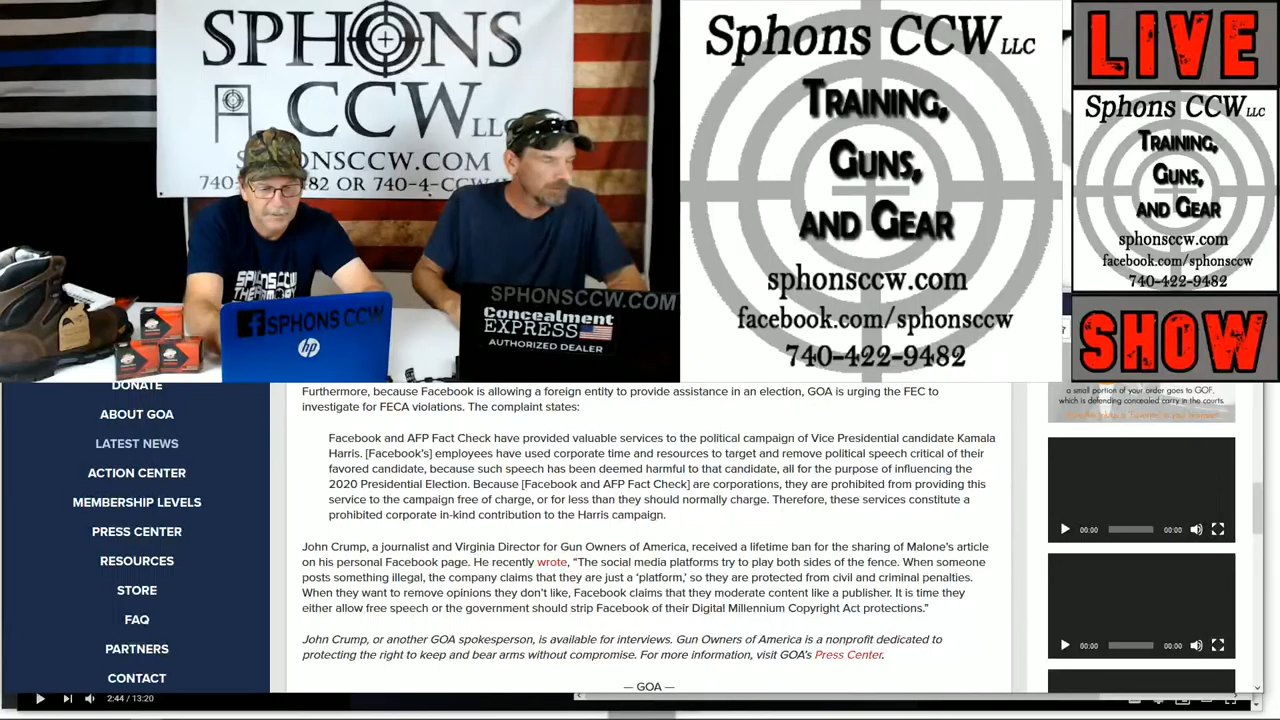 SPHONS
CCW LLC
SPHONSCCW.COM
OR 740-4-CCW
SPHONSCCW
SPHONS CCW
hp
SPHONSCCW.COM
Concealment
EXPRESS
AUTHORIZED DEALER
Sphons CCW LLC
Training,
Guns,
and Gear
sphonsccw.com
facebook.com/sphonsccw
740-422-9482
LIVE
Sphons CCW LLC
Training,
Guns,
and Gear
sphonsccw.com
facebook.com/sphonsccw
740-422-9482
SHOW
DONATE
ABOUT GOA
LATEST NEWS
ACTION CENTER
MEMBERSHIP LEVELS
PRESS CENTER
RESOURCES
STORE
FAQ
PARTNERS
CONTACT
Furthermore, because Facebook is allowing a foreign entity to provide assistance in an election, GOA is urging the FEC to
investigate for FECA violations. The complaint states:
Facebook and AFP Fact Check have provided valuable services to the political campaign of Vice Presidential candidate Kamala
Harris. [Facebook's] employees have used corporate time and resources to target and remove political speech critical of their
favored candidate, because such speech has been deemed harmful to that candidate, all for the purpose of influencing the
2020 Presidential Election. Because [Facebook and AFP Fact Check] are corporations, they are prohibited from providing this
service to the campaign free of charge, or for less than they should normally charge. Therefore, these services constitute a
prohibited corporate in-kind contribution to the Harris campaign.
John Crump, a journalist and Virginia Director for Gun Owners of America, received a lifetime ban for the sharing of Malone's article
on his personal Facebook page. He recently wrote, "The social media platforms try to play both sides of the fence. When someone
posts something illegal, the company claims that they are just a 'platform,' so they are protected from civil and criminal penalties.
When they want to remove opinions they don't like, Facebook claims that they moderate content like a publisher. It is time they
either allow free speech or the government should strip Facebook of their Digital Millennium Copyright Act protections."
John Crump, or another GOA spokesperson, is available for interviews. Gun Owners of America is a nonprofit dedicated to
protecting the right to keep and bear arms without compromise. For more information, visit GOA's Press Center.
— GOA —
a small portion of your order goes to GOF,
which is defending concealed carry in the courts.
00:00 00:00
00:00 00:00
2:44 / 13:20